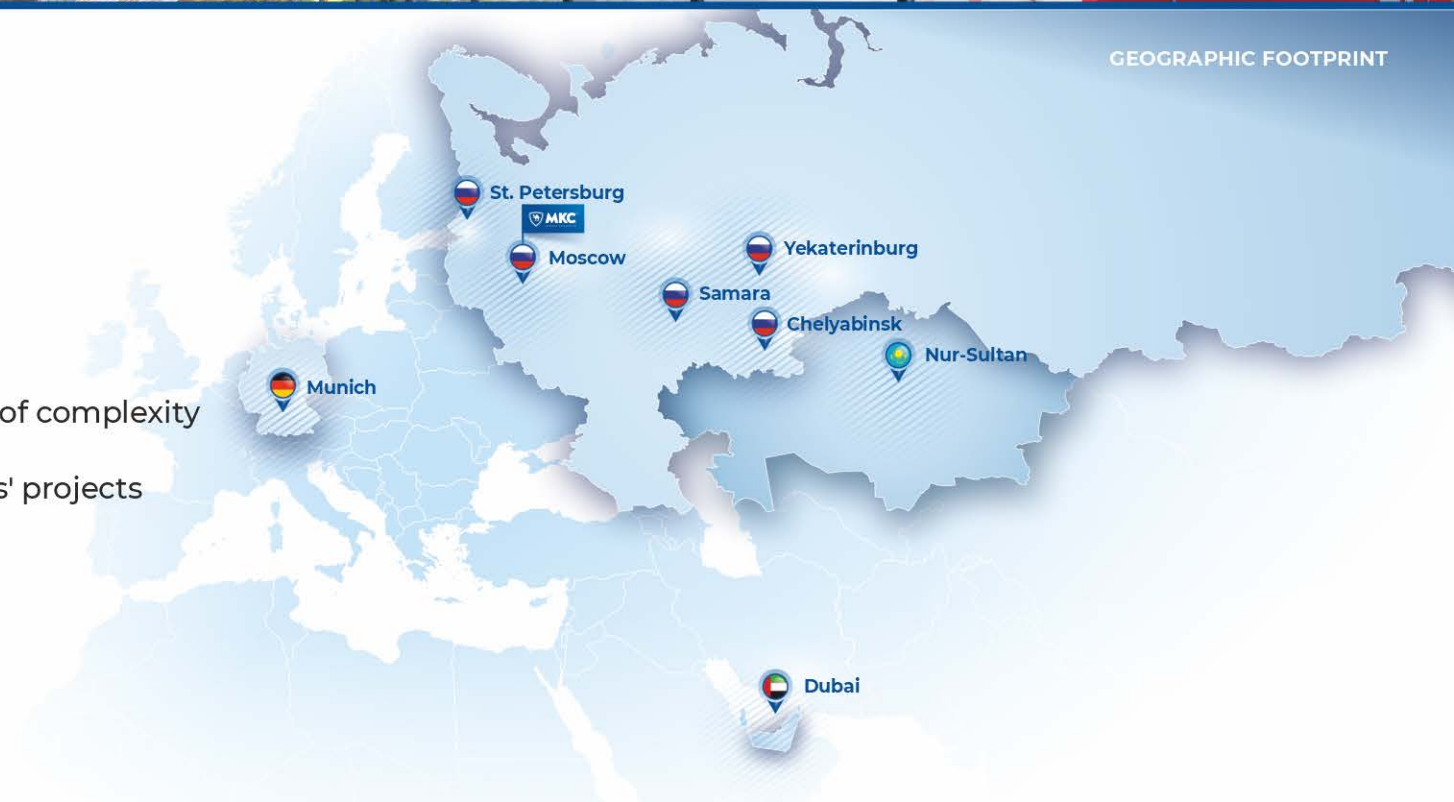 GEOGRAPHIC FOOTPRINT
St. Petersburg
MKC
Moscow
Yekaterinburg
Samara
Chelyabinsk
Nur-Sultan
Munich
of complexity
s' projects
Dubai